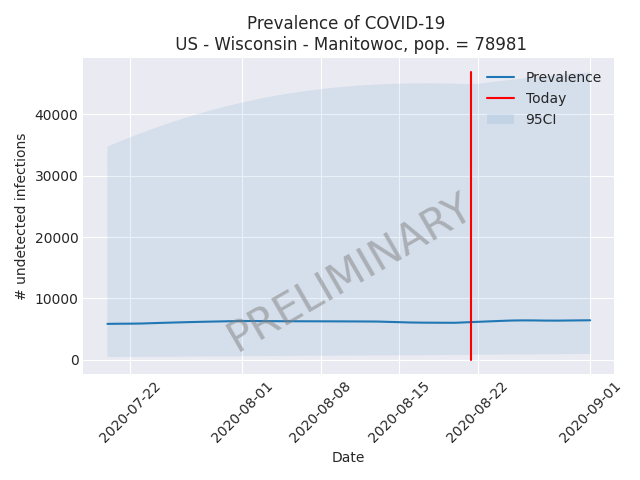 Prevalence of COVID-19
US - Wisconsin - Manitowoc, pop. = 78981
Prevalence
Today
95CI
# undetected infections
40000
30000
20000
10000
0
PRELIMINARY
2020-07-22
2020-08-01
2020-08-08
2020-08-15
2020-08-22
2020-09-01
Date